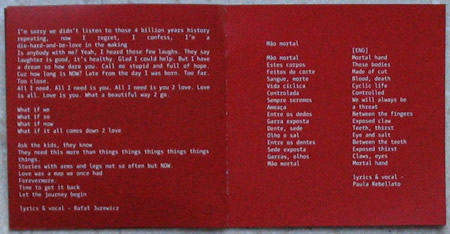 I'm sorry we didn't listen to those 4 billion years history
repeating, now I regret, I confess, I'm a
die-hard-and-be-love in the making
Is anybody with me? Yeah, I heard those few laughs. They say
laughter is good, it's healthy. Glad I could help. But I have
a dream so how dare you. Call me stupid and full of hope.
Cuz how long is NOW? Late from the day I was born. Too far.
Too close.
All I need. All I need is you. All I need is you 2 love. Love
is all. Love is you. What a beautiful way 2 go.
What if we
What if so
What if now
What if it all comes down 2 love
Ask the kids, they know
They need this more than things things things things things
things.
Stories with arms and legs not so often but NOW.
Love was a map we once had
Forevermore
Time to get it back
Let the journey begin
lyrics & vocal - Rafał Jurewicz
Mão mortal
Mão mortal
Estes corpos
Feitos de corte
Sangue, morte
Vida cíclica
Controlada
Sempre seremos
Ameaça
Entre os dedos
Garra exposta
Dente, sede
Olho e sal
Entre os dentes
Sede exposta
Garras, olhos
Mão mortal
[ENG]
Mortal hand
These bodies
Made of cut
Blood, death
Cyclic life
Controlled
We will always be
a threat
Between the fingers
Exposed claw
Teeth, thirst
Eye and salt
Between the teeth
Exposed thirst
Claws, eyes
Mortal hand
lyrics & vocal -
Paula Rebellato